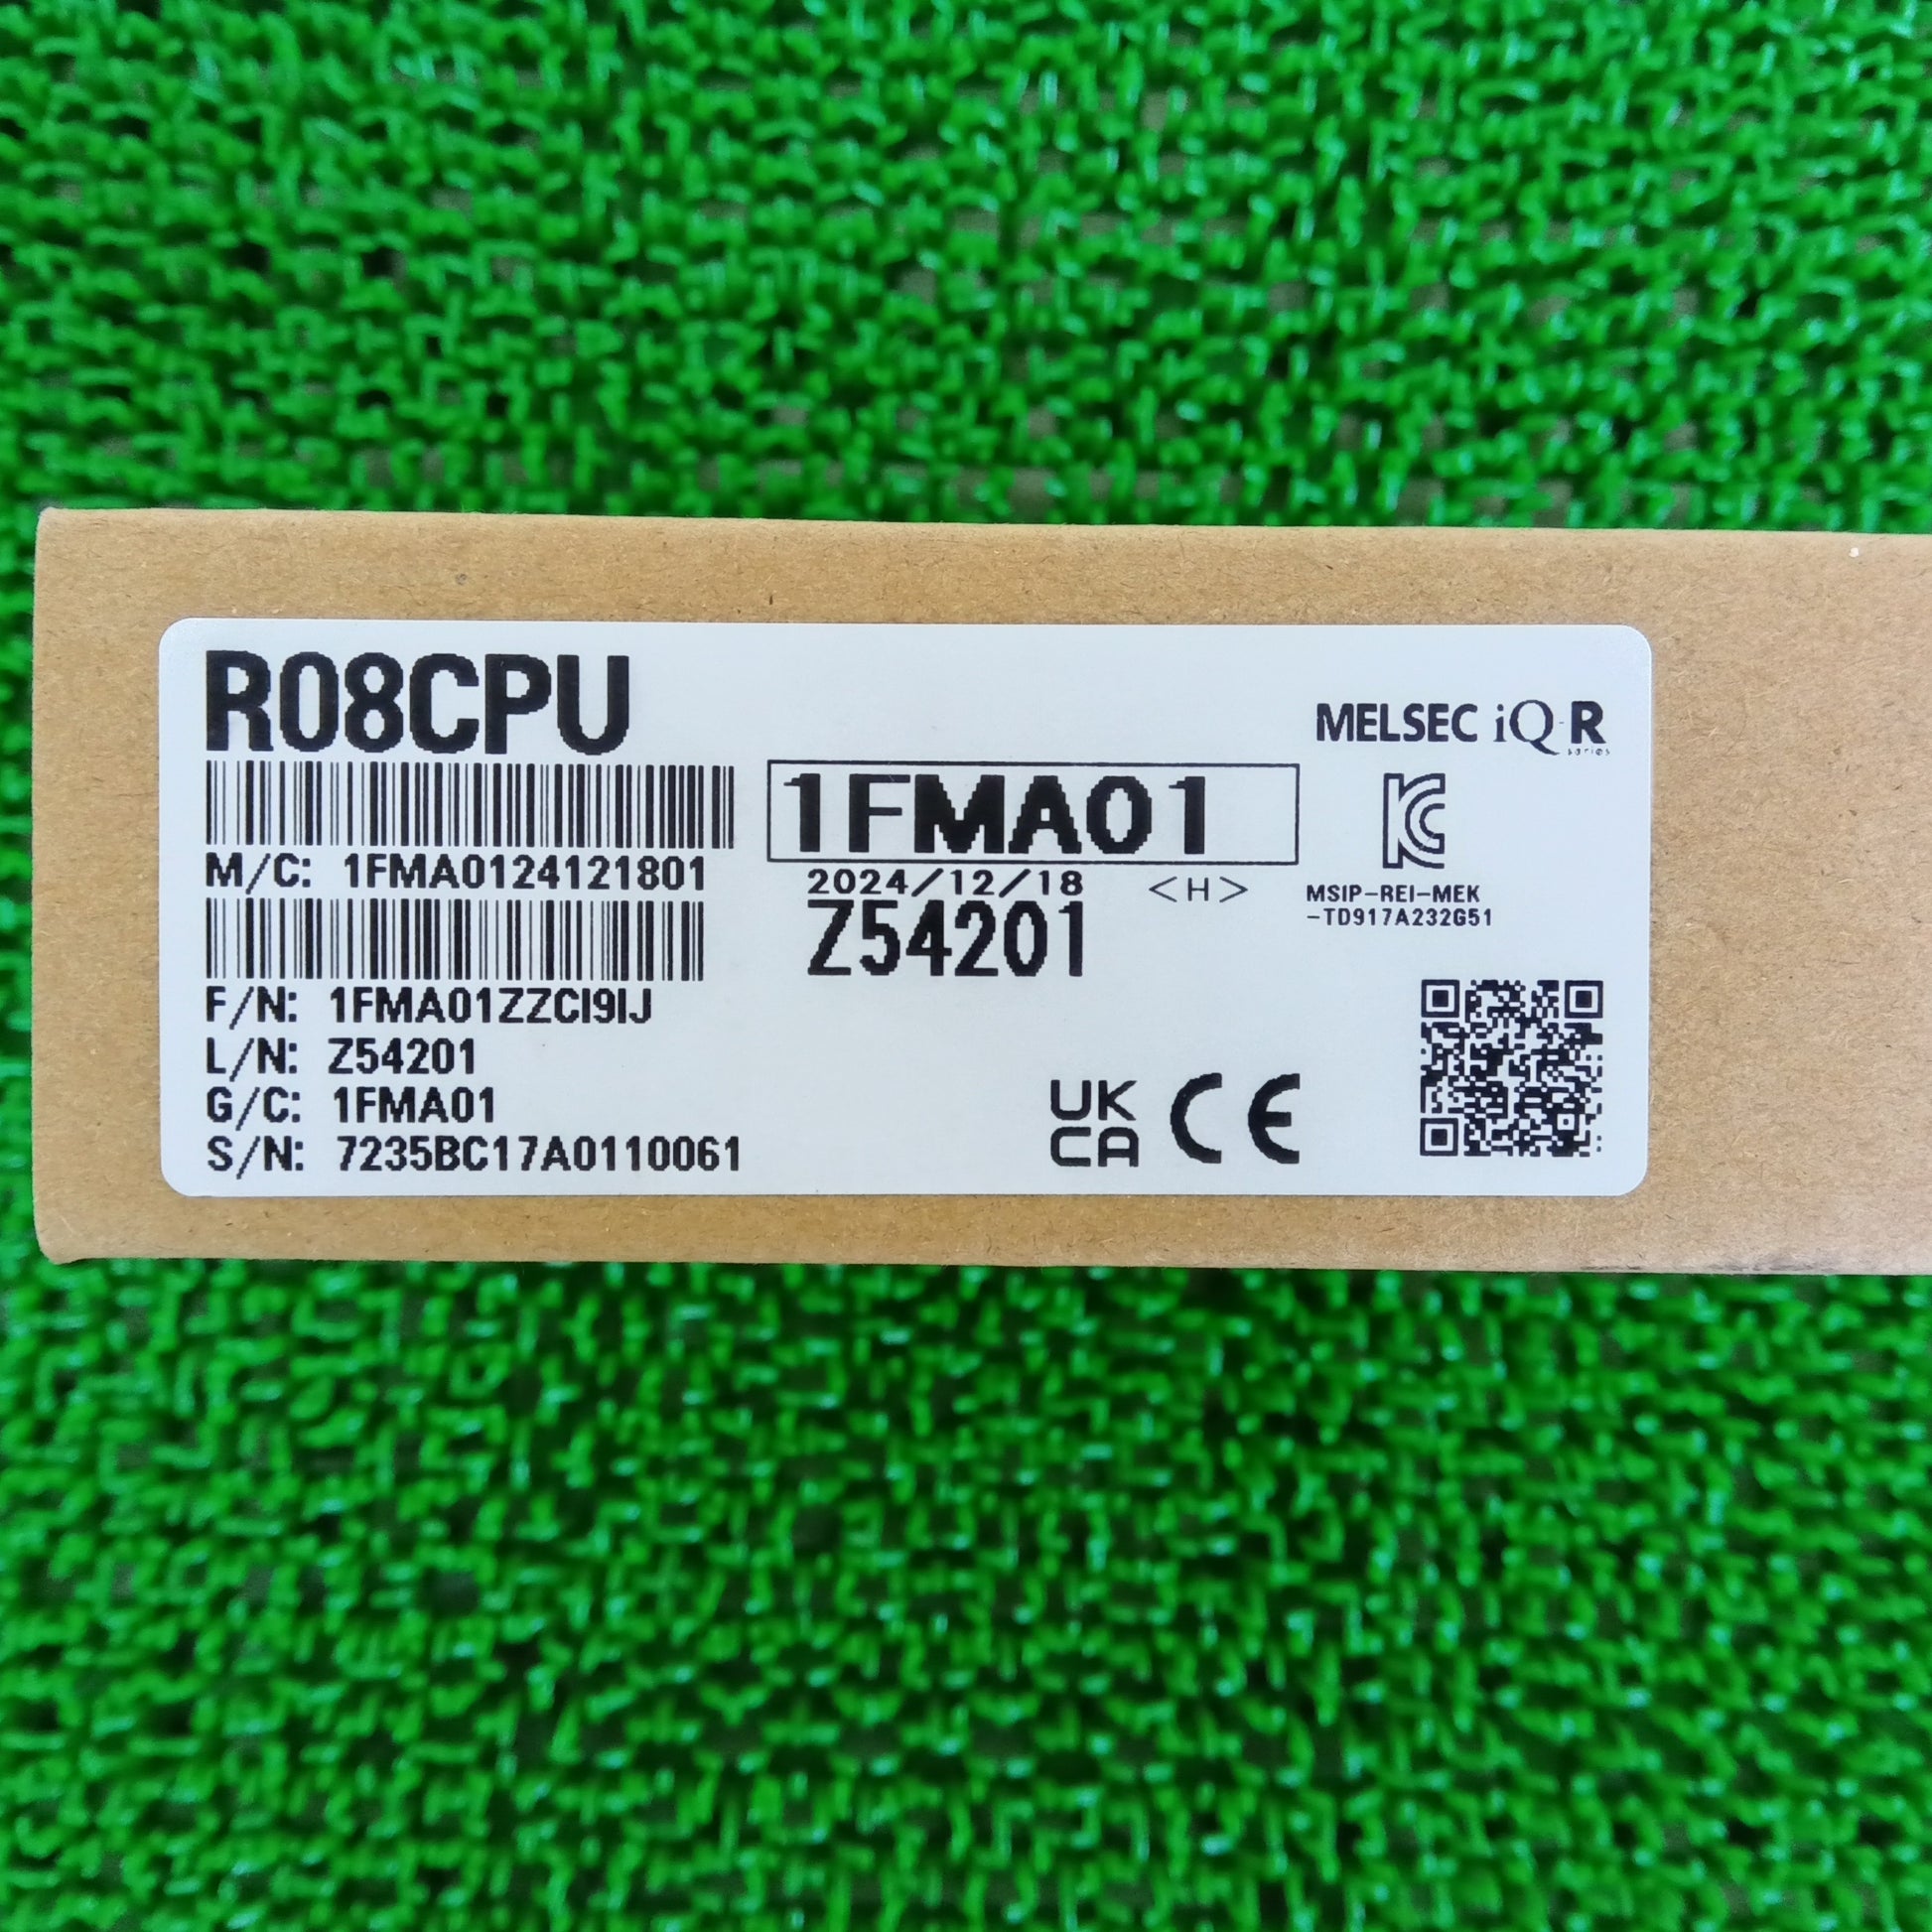 R08CPU
MELSEC iQ-R
series
1FMA01
M/C: 1FMA0124121801
2024/12/18 <H>
MSIP-REI-MEK
-TD917A232G51
Z54201
F/N: 1FMA01ZZCI9IJ
L/N: Z54201
G/C: 1FMA01
S/N: 7235BC17A0110061
UK
CA CE